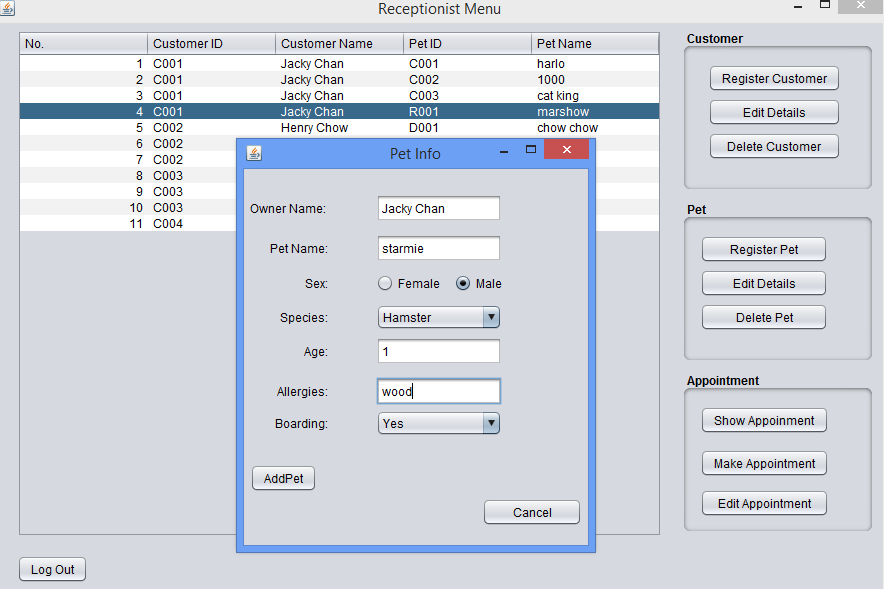 Receptionist Menu
No. Customer ID Customer Name Pet ID Pet Name
1 C001 Jacky Chan C001 harlo
2 C001 Jacky Chan C002 1000
3 C001 Jacky Chan C003 cat king
4 C001 Jacky Chan R001 marshow
5 C002 Henry Chow D001 chow chow
6 C002
7 C002
8 C003
9 C003
10 C003
11 C004
Pet Info
Owner Name: Jacky Chan
Pet Name: starmie
Sex: Female Male
Species: Hamster
Age: 1
Allergies: wood
Boarding: Yes
AddPet
Cancel
Customer
Register Customer
Edit Details
Delete Customer
Pet
Register Pet
Edit Details
Delete Pet
Appointment
Show Appoinment
Make Appointment
Edit Appointment
Log Out